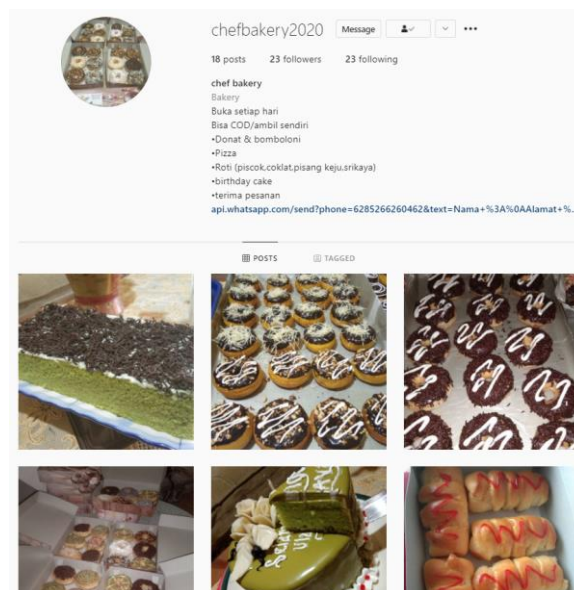 chefbakery2020 Message
18 posts 23 followers 23 following
chef bakery
Bakery
Buka setiap hari
Bisa COD/ambil sendiri
•Donat & bomboloni
•Pizza
•Roti (piscok,coklat,pisang keju,srikaya)
•birthday cake
•terima pesanan
api.whatsapp.com/send?phone=6285266260462&text=Nama+%3A%0AAlamat+%...
POSTS TAGGED